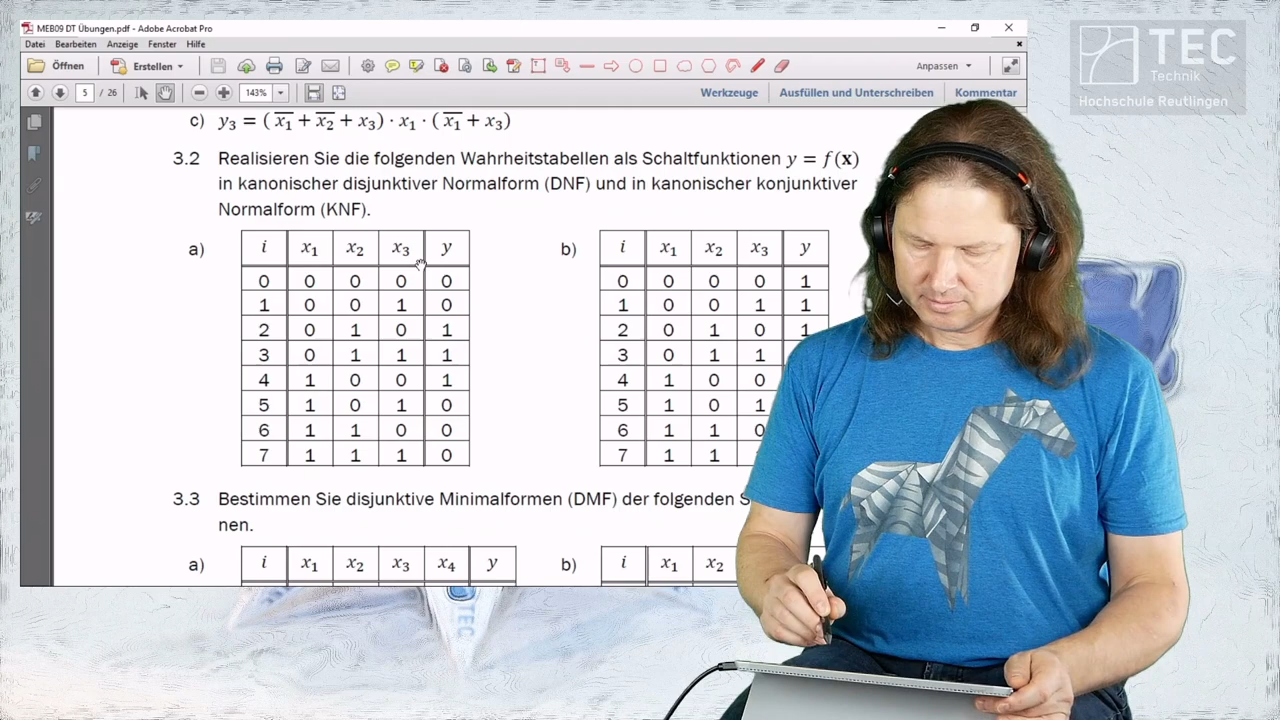 MEB09 DT Übungen.pdf - Adobe Acrobat Pro
Datei Bearbeiten Anzeige Fenster Hilfe
Öffnen Erstellen Anpassen
5 / 26 143% Werkzeuge Ausfüllen und Unterschreiben Kommentar
TEC
Technik
Hochschule Reutlingen
c) y₃ = ( x̅₁ + x̅₂ + x₃) · x₁ · ( x̅₁ + x₃)
3.2 Realisieren Sie die folgenden Wahrheitstabellen als Schaltfunktionen y = f(x)
in kanonischer disjunktiver Normalform (DNF) und in kanonischer konjunktiver
Normalform (KNF).
a) i x₁ x₂ x₃ y
0 0 0 0 0
1 0 0 1 0
2 0 1 0 1
3 0 1 1 1
4 1 0 0 1
5 1 0 1 0
6 1 1 0 0
7 1 1 1 0
b) i x₁ x₂ x₃ y
0 0 0 0 1
1 0 0 1 1
2 0 1 0 1
3 0 1 1
4 1 0 0
5 1 0 1
6 1 1 0
7 1 1
3.3 Bestimmen Sie disjunktive Minimalformen (DMF) der folgenden
nen.
a) i x₁ x₂ x₃ x₄ y
b) i x₁ x₂
TEC